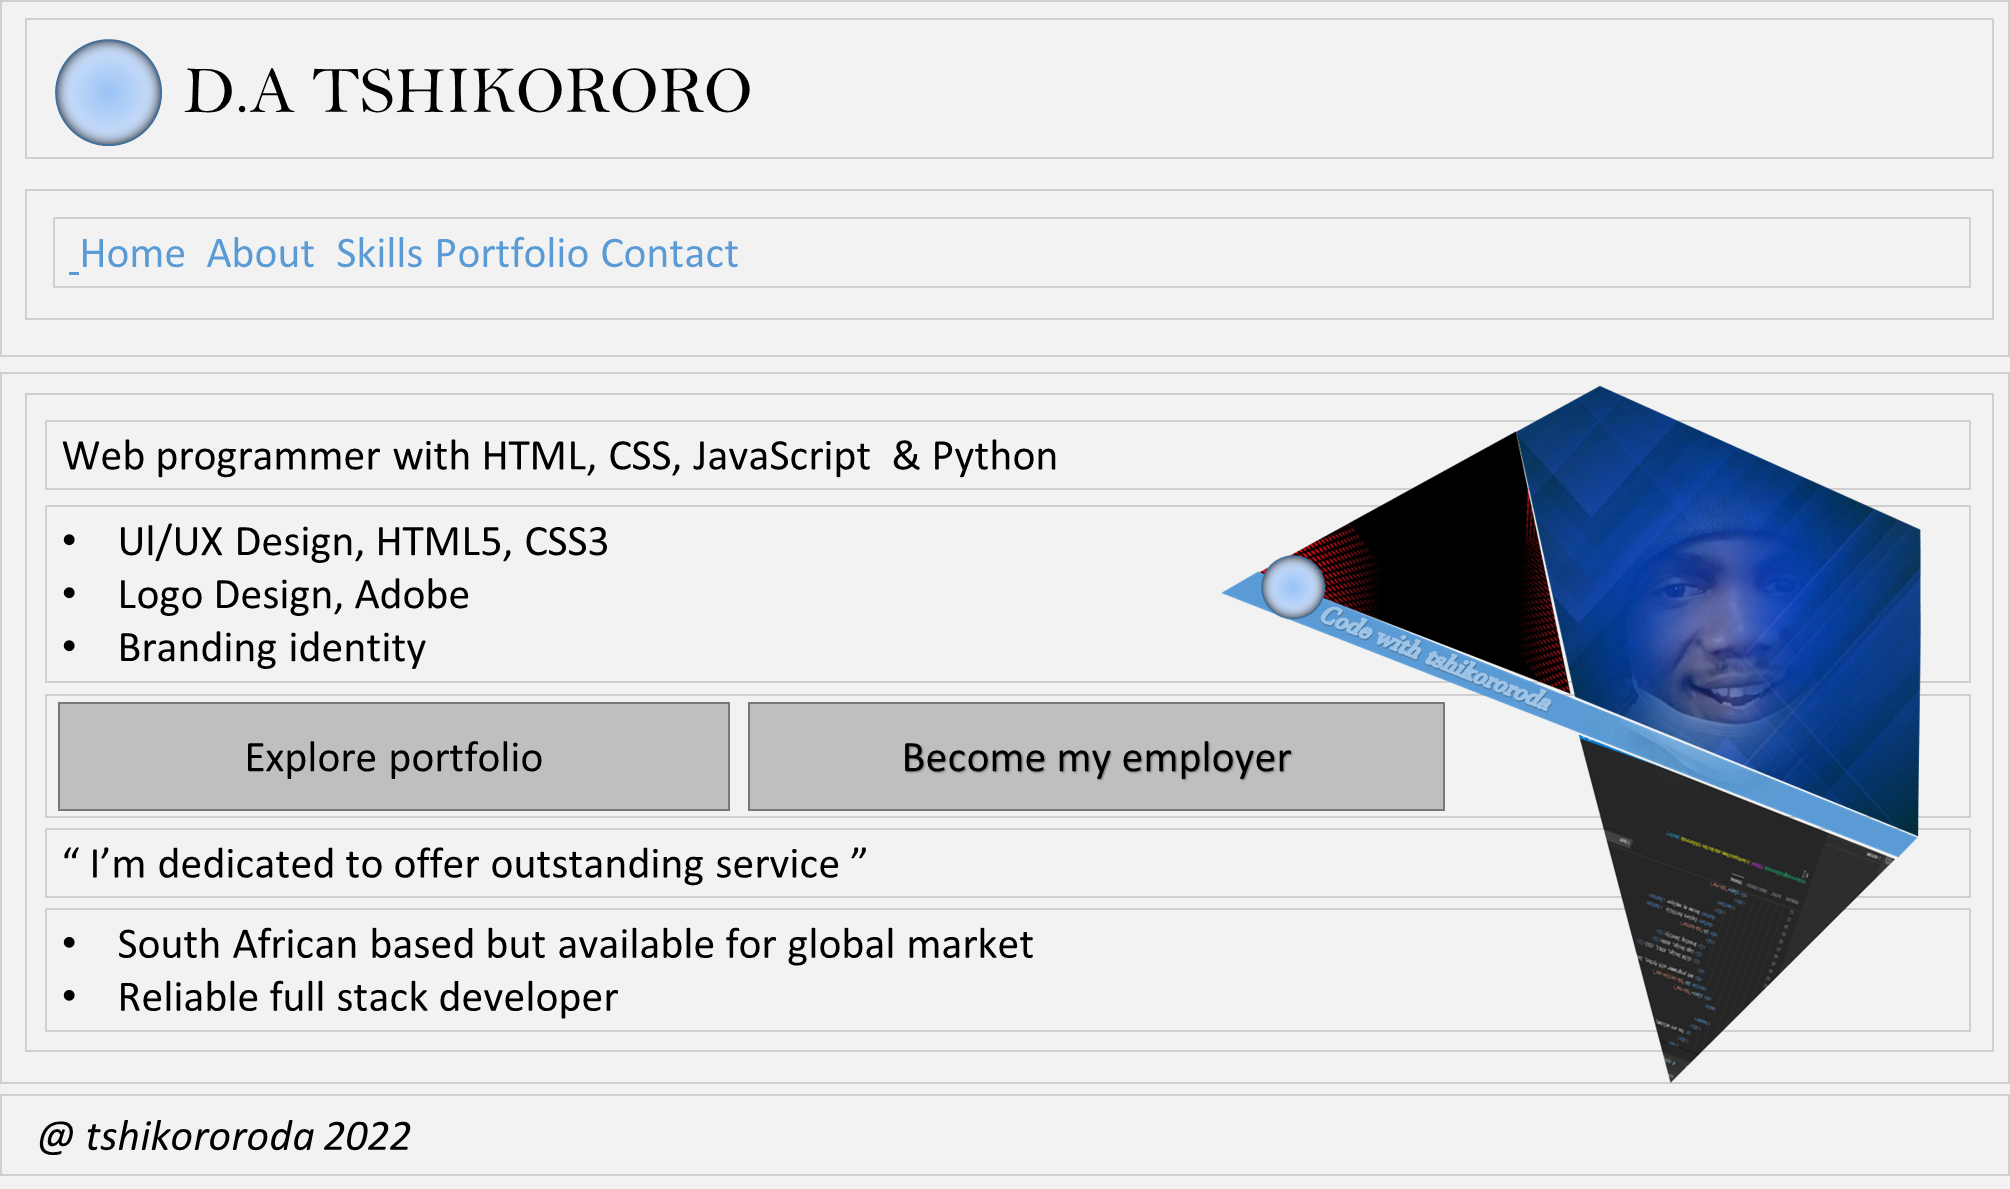 D.A TSHIKORORO
Home About Skills Portfolio Contact
Web programmer with HTML, CSS, JavaScript & Python
• Ul/UX Design, HTML5, CSS3
• Logo Design, Adobe
• Branding identity
Code with tshikororoda
Explore portfolio
Become my employer
“ I’m dedicated to offer outstanding service ”
• South African based but available for global market
• Reliable full stack developer
@ tshikororoda 2022